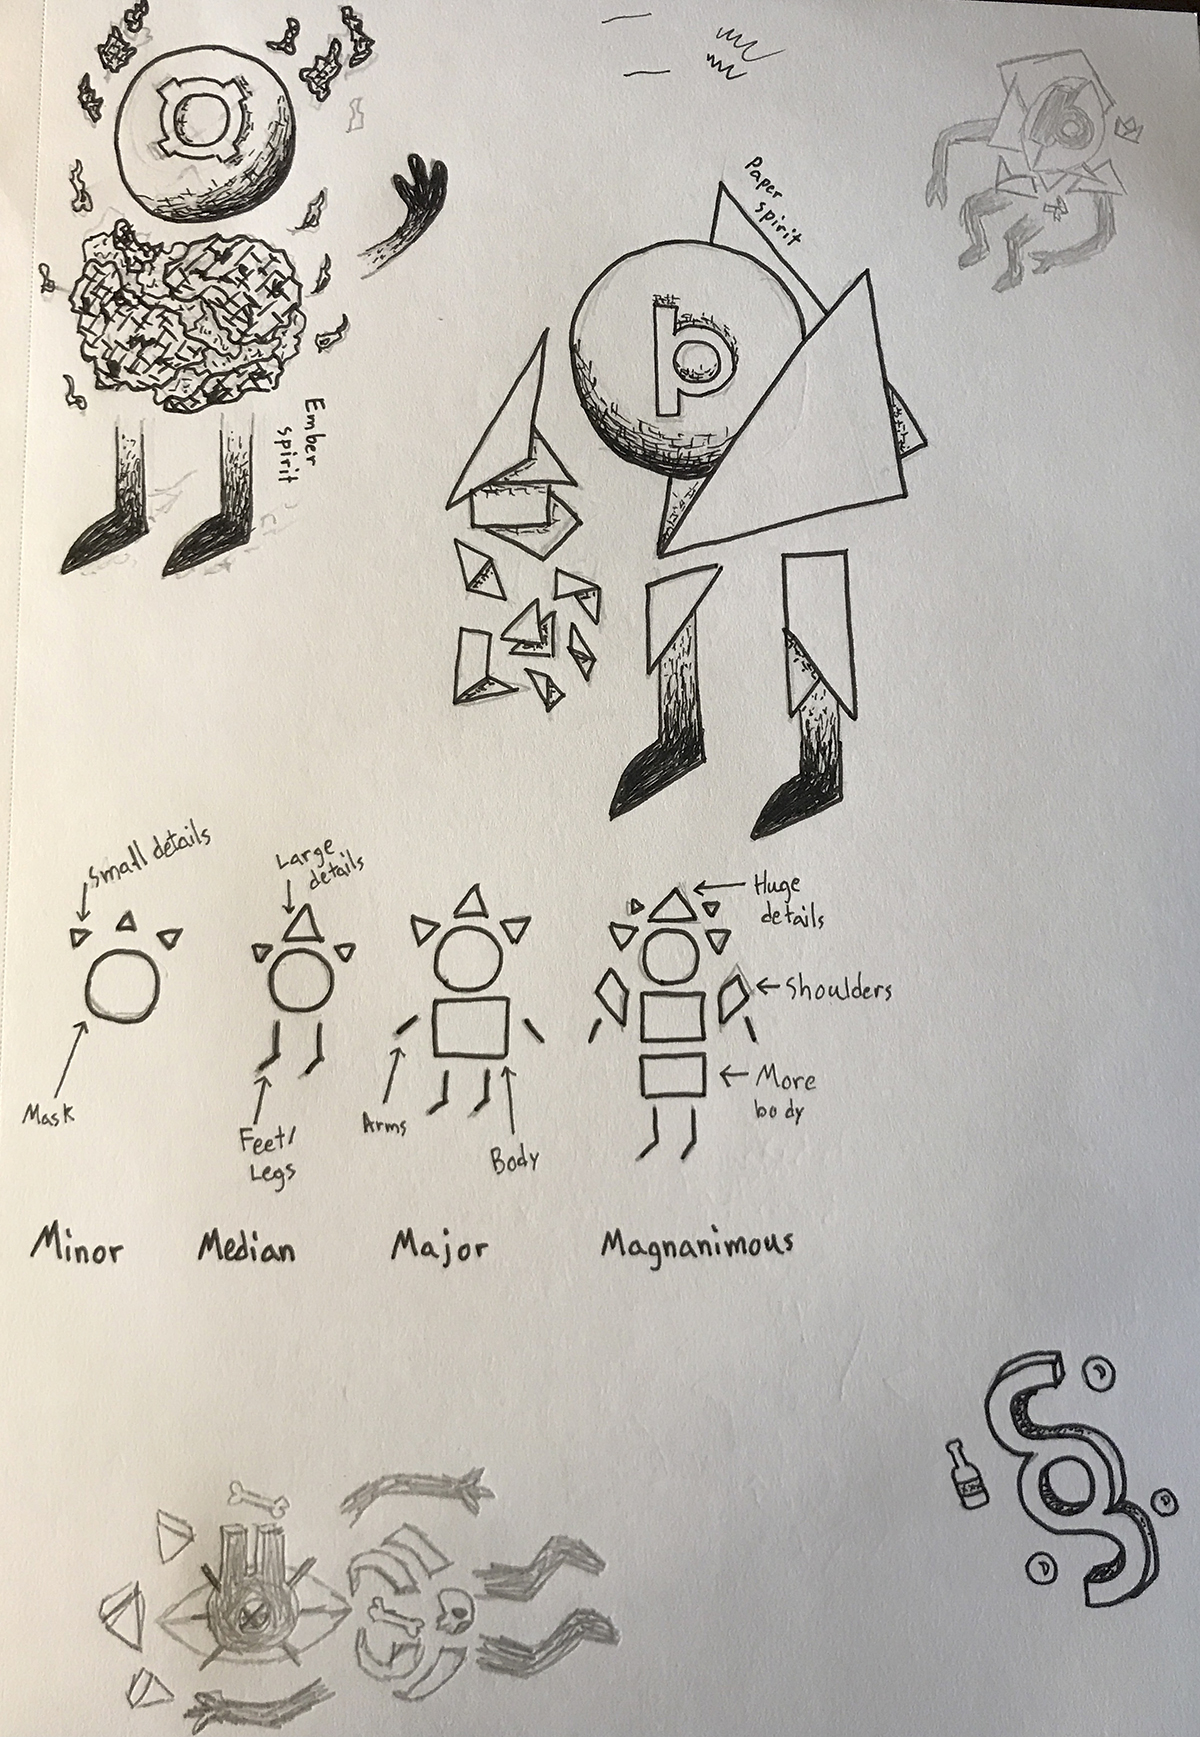 Paper
spirit
Ember
spirit
Small details
Large
details
Huge
details
Shoulders
More
body
Mask
Feet/
Legs
Arms
Body
Minor
Median
Major
Magnanimous